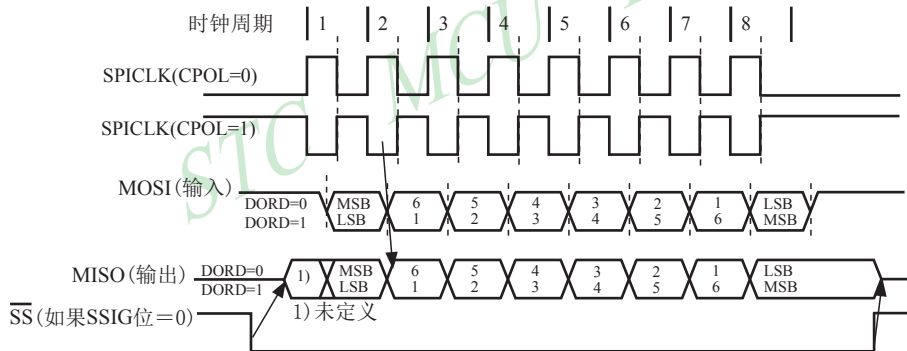 时钟周期 1 2 3 4 5 6 7 8
SPICLK(CPOL=0)
SPICLK(CPOL=1)
STC MCU
MOSI(输入)
DORD=0 MSB 6 5 4 3 2 1 LSB
DORD=1 LSB 1 2 3 4 5 6 MSB
MISO(输出)
DORD=0 1) MSB 6 5 4 3 2 1 LSB
DORD=1 LSB 1 2 3 4 5 6 MSB
1)未定义
SS(如果SSIG位=0)